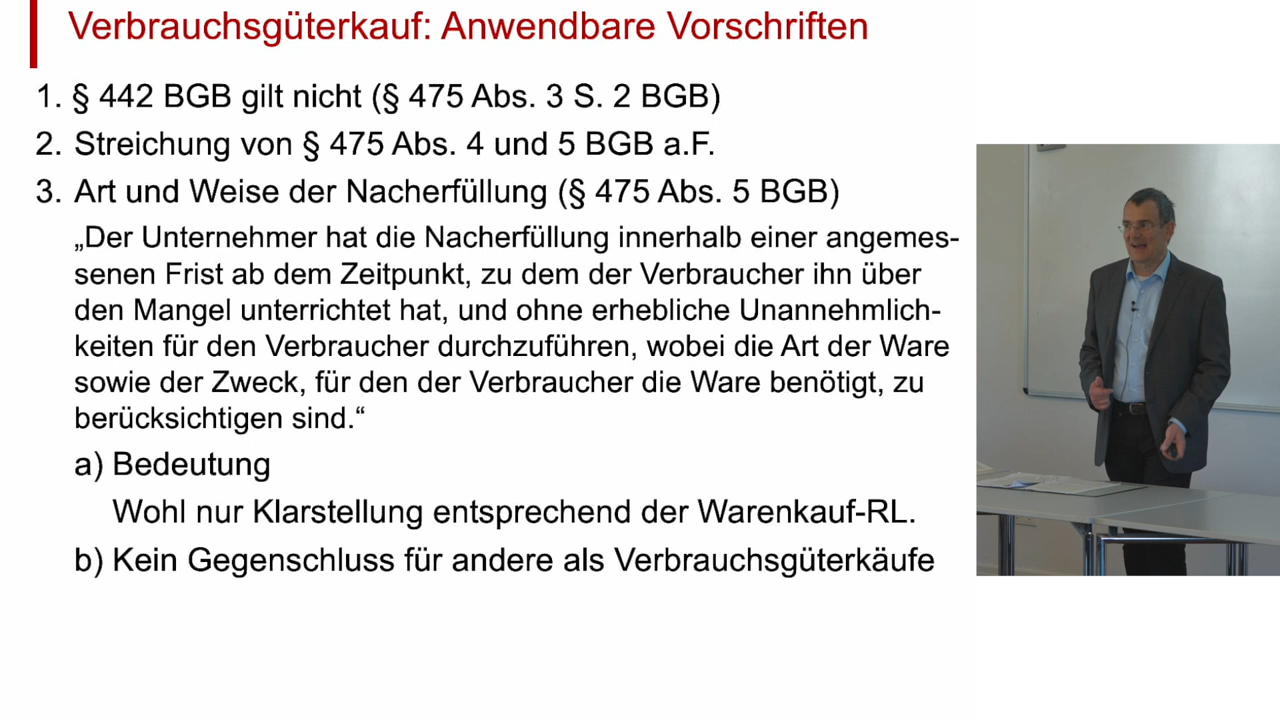 Verbrauchsgüterkauf: Anwendbare Vorschriften
1. § 442 BGB gilt nicht (§ 475 Abs. 3 S. 2 BGB)
2. Streichung von § 475 Abs. 4 und 5 BGB a.F.
3. Art und Weise der Nacherfüllung (§ 475 Abs. 5 BGB)
„Der Unternehmer hat die Nacherfüllung innerhalb einer angemes-
senen Frist ab dem Zeitpunkt, zu dem der Verbraucher ihn über
den Mangel unterrichtet hat, und ohne erhebliche Unannehmlich-
keiten für den Verbraucher durchzuführen, wobei die Art der Ware
sowie der Zweck, für den der Verbraucher die Ware benötigt, zu
berücksichtigen sind.“
a) Bedeutung
Wohl nur Klarstellung entsprechend der Warenkauf-RL.
b) Kein Gegenschluss für andere als Verbrauchsgüterkäufe